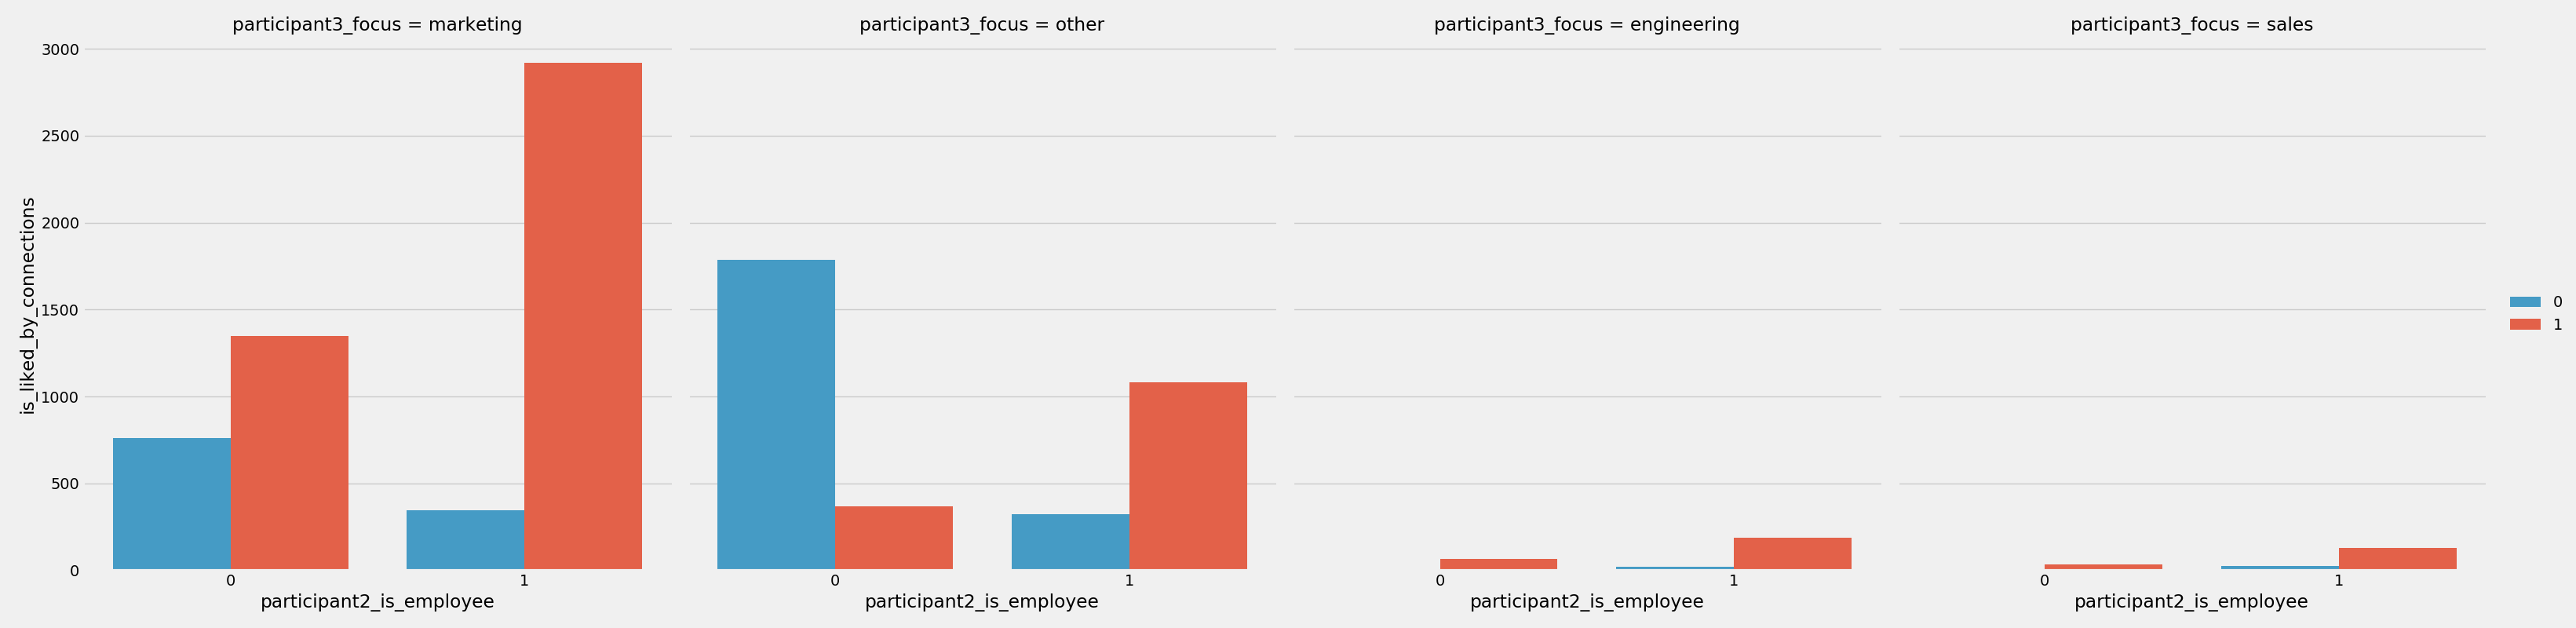 participant3_focus = marketing
participant3_focus = other
participant3_focus = engineering
participant3_focus = sales
is_liked_by_connections
3000
2500
2000
1500
1000
500
0
0 1
0 1
0 1
0 1
participant2_is_employee
participant2_is_employee
participant2_is_employee
participant2_is_employee
0
1